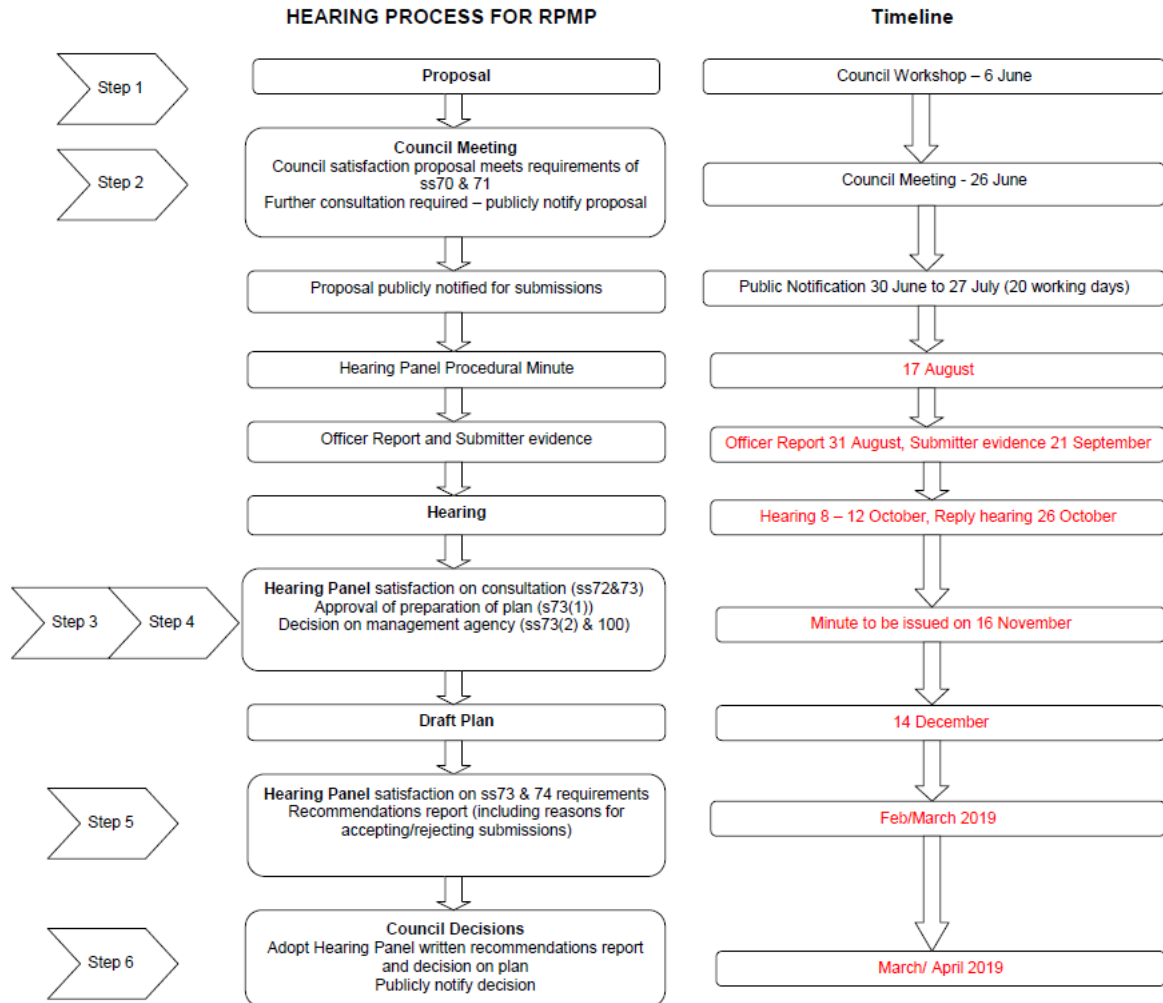 HEARING PROCESS FOR RPMP
Timeline
Step 1
Proposal
Council Workshop – 6 June
Step 2
Council Meeting
Council satisfaction proposal meets requirements of
ss70 & 71
Further consultation required – publicly notify proposal
Council Meeting - 26 June
Proposal publicly notified for submissions
Public Notification 30 June to 27 July (20 working days)
Hearing Panel Procedural Minute
17 August
Officer Report and Submitter evidence
Officer Report 31 August, Submitter evidence 21 September
Hearing
Hearing 8 – 12 October, Reply hearing 26 October
Step 3
Step 4
Hearing Panel satisfaction on consultation (ss72&73)
Approval of preparation of plan (s73(1))
Decision on management agency (ss73(2) & 100)
Minute to be issued on 16 November
Draft Plan
14 December
Step 5
Hearing Panel satisfaction on ss73 & 74 requirements
Recommendations report (including reasons for
accepting/rejecting submissions)
Feb/March 2019
Step 6
Council Decisions
Adopt Hearing Panel written recommendations report
and decision on plan
Publicly notify decision
March/ April 2019